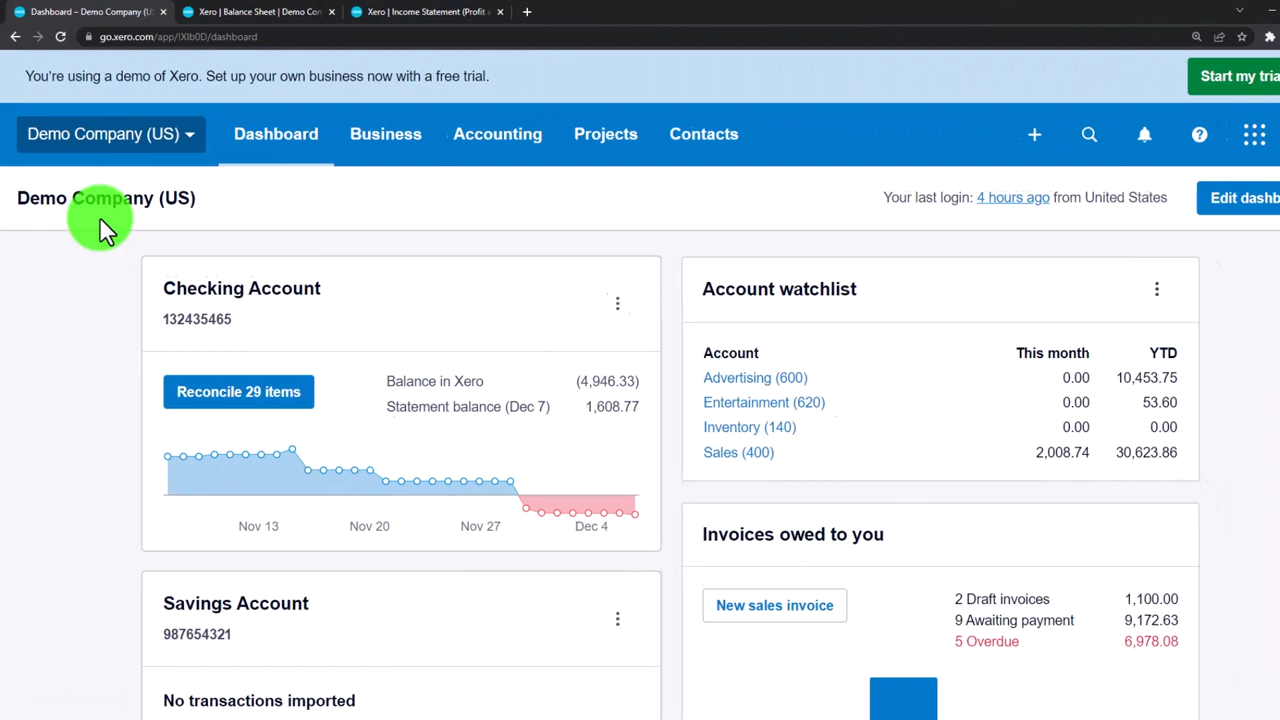 Dashboard – Demo Company (US)
Xero | Balance Sheet | Demo Con
Xero | Income Statement (Profit a
go.xero.com/app/!XIb0D/dashboard
You're using a demo of Xero. Set up your own business now with a free trial.
Start my tria
Demo Company (US)
Dashboard
Business
Accounting
Projects
Contacts
Demo Company (US)
Your last login: 4 hours ago from United States
Edit dashb
Checking Account
132435465
Reconcile 29 items
Balance in Xero (4,946.33)
Statement balance (Dec 7) 1,608.77
Nov 13 Nov 20 Nov 27 Dec 4
Savings Account
987654321
No transactions imported
Account watchlist
Account This month YTD
Advertising (600) 0.00 10,453.75
Entertainment (620) 0.00 53.60
Inventory (140) 0.00 0.00
Sales (400) 2,008.74 30,623.86
Invoices owed to you
New sales invoice
2 Draft invoices 1,100.00
9 Awaiting payment 9,172.63
5 Overdue 6,978.08